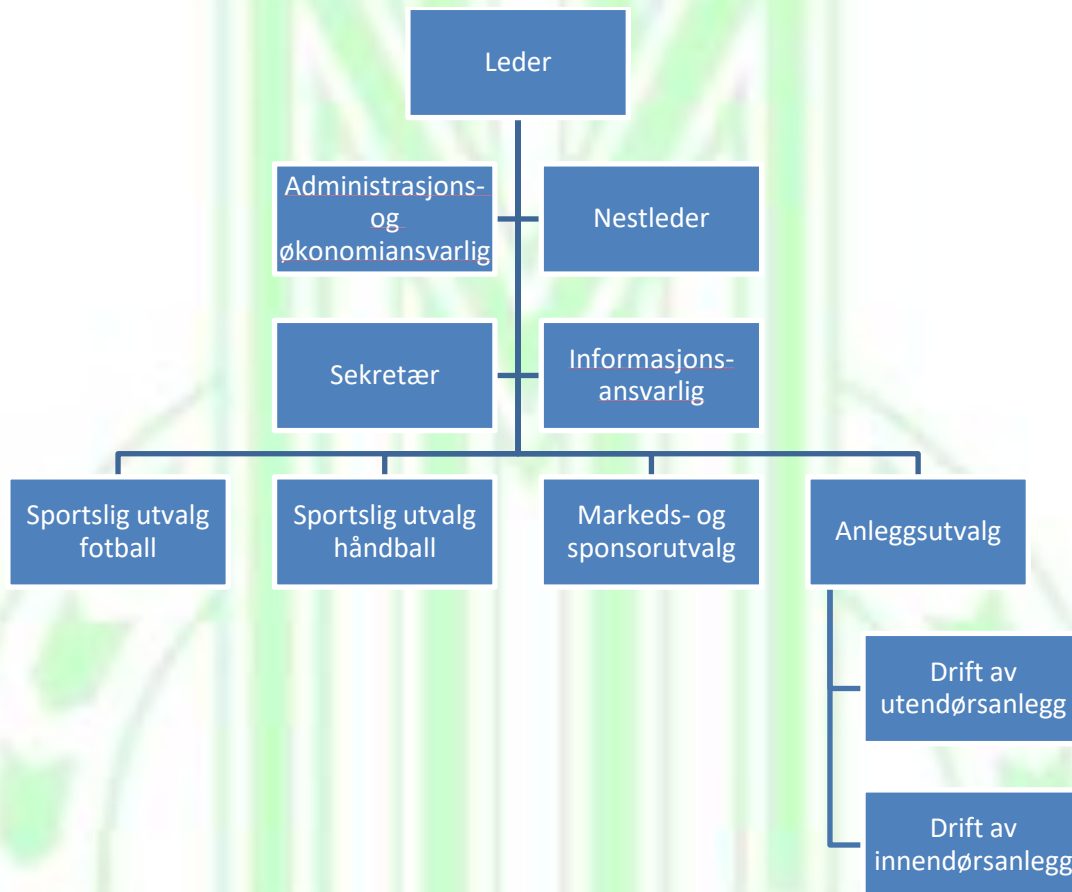 Leder
Administrasjons-
og
økonomiansvarlig
Nestleder
Sekretær
Informasjons-
ansvarlig
Sportslig utvalg
fotball
Sportslig utvalg
håndball
Markeds- og
sponsorutvalg
Anleggsutvalg
Drift av
utendørsanlegg
Drift av
innendørsanlegg